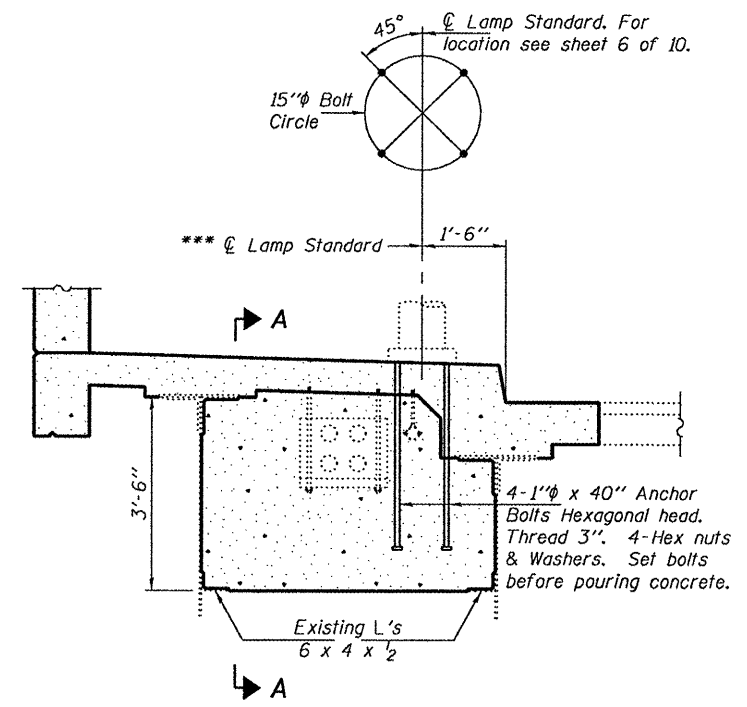 45°
℄ Lamp Standard. For
location see sheet 6 of 10.
15"ϕ Bolt
Circle
*** ℄ Lamp Standard
1'-6"
A
3'-6"
4-1"ϕ x 40" Anchor
Bolts Hexagonal head.
Thread 3". 4-Hex nuts
& Washers. Set bolts
before pouring concrete.
Existing L's
6 x 4 x 1/2
A